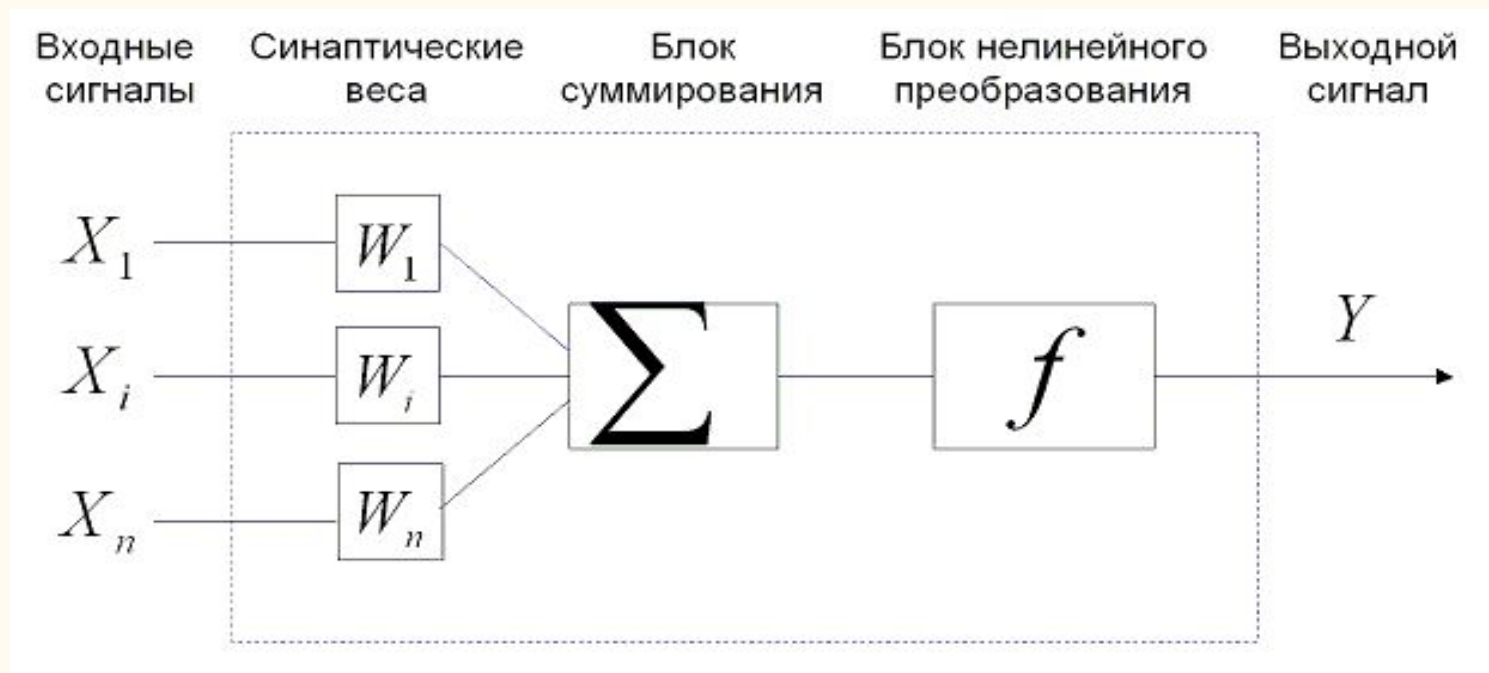 Входные сигналы
Синаптические веса
Блок суммирования
Блок нелинейного преобразования
Выходной сигнал
X₁
W₁
Xᵢ
Wᵢ
∑
f
Y
Xₙ
Wₙ